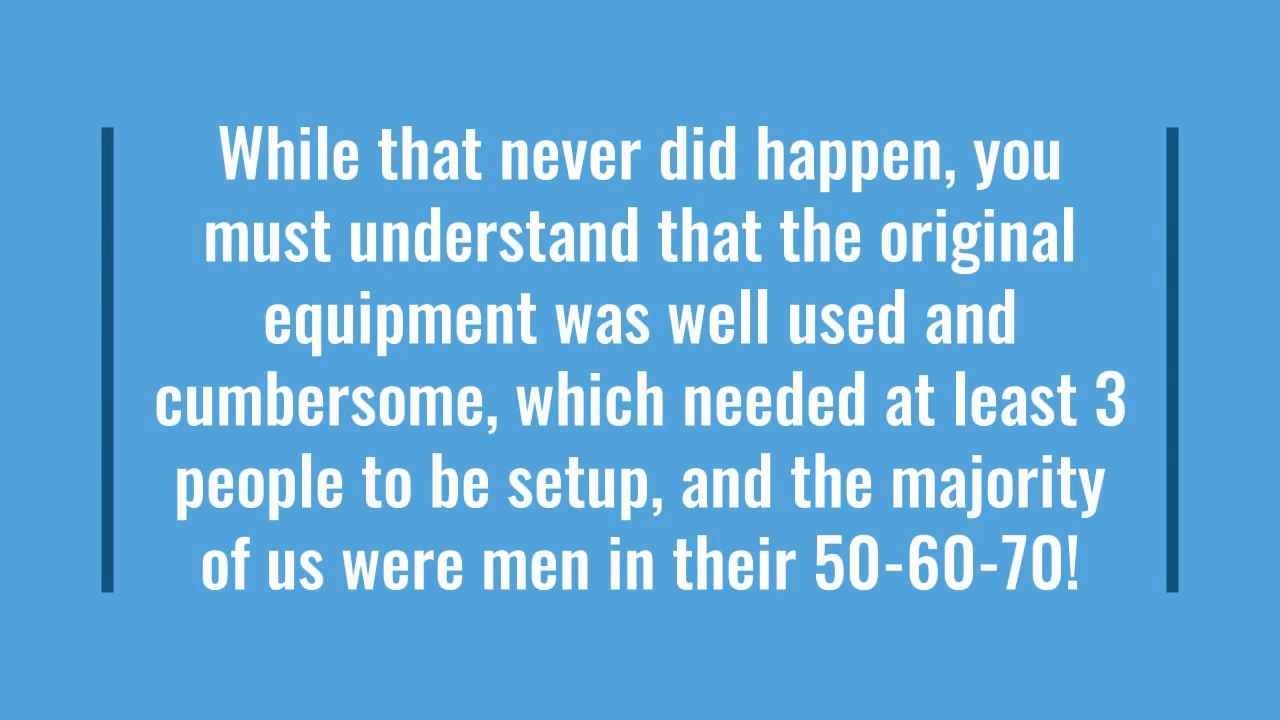 While that never did happen, you
must understand that the original
equipment was well used and
cumbersome, which needed at least 3
people to be setup, and the majority
of us were men in their 50-60-70!